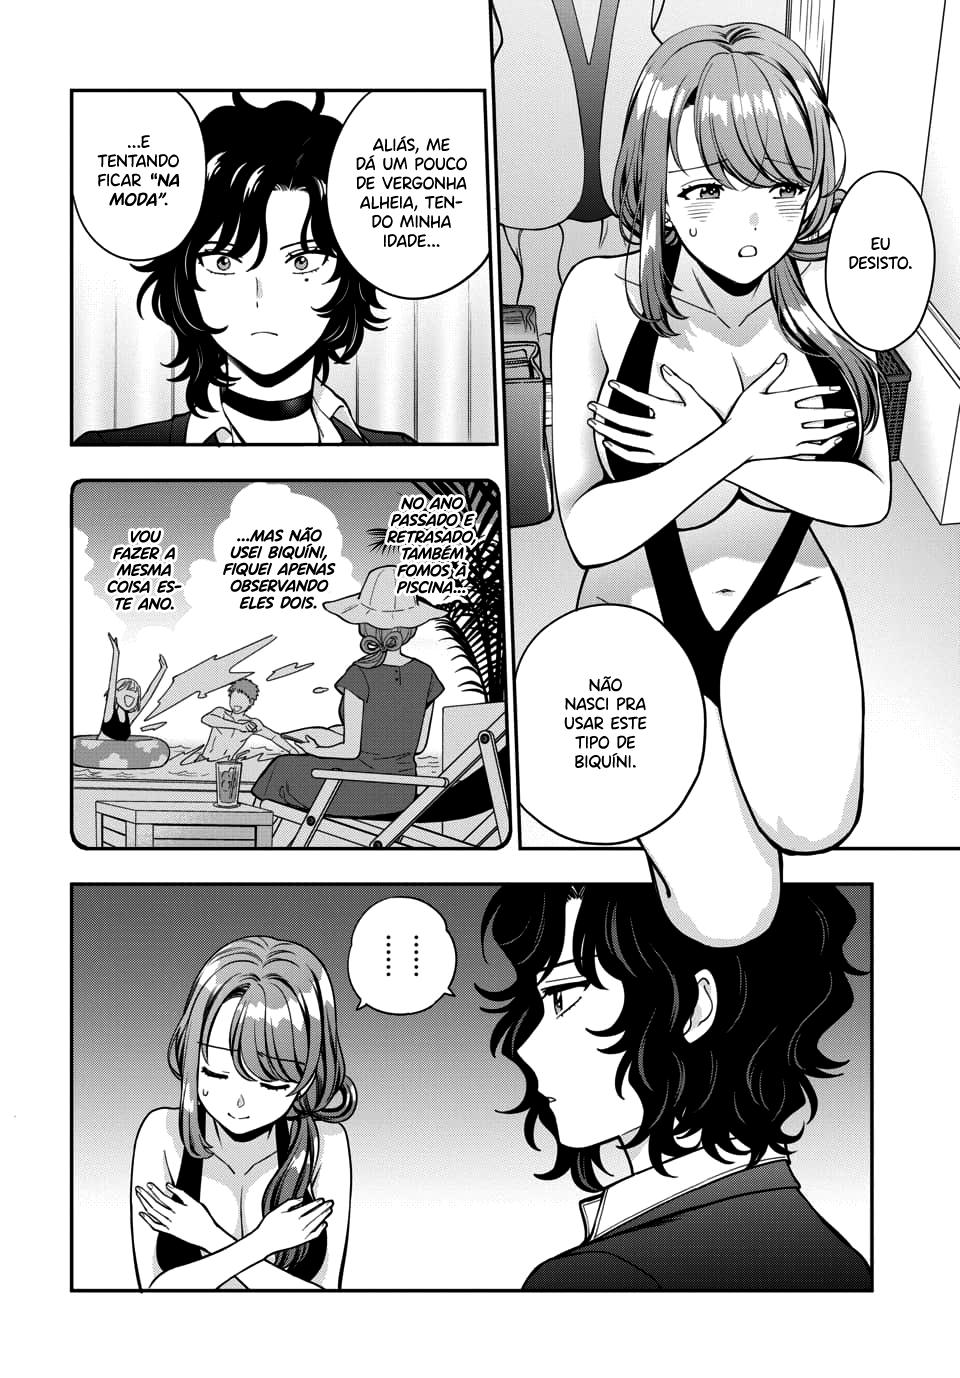 EU
DESISTO.
NÃO
NASCI PRA
USAR ESTE
TIPO DE
BIQUÍNI.
ALIÁS, ME
DÁ UM POUCO
DE VERGONHA
ALHEIA, TEN-
DO MINHA
IDADE...
...E
TENTANDO
FICAR "NA
MODA".
NO ANO
PASSADO E
RETRASADO,
TAMBÉM
FOMOS À
PISCINA...
...MAS NÃO
USEI BIQUÍNI,
FIQUEI APENAS
OBSERVANDO
ELES DOIS.
VOU
FAZER A
MESMA
COISA ES-
TE ANO.
......